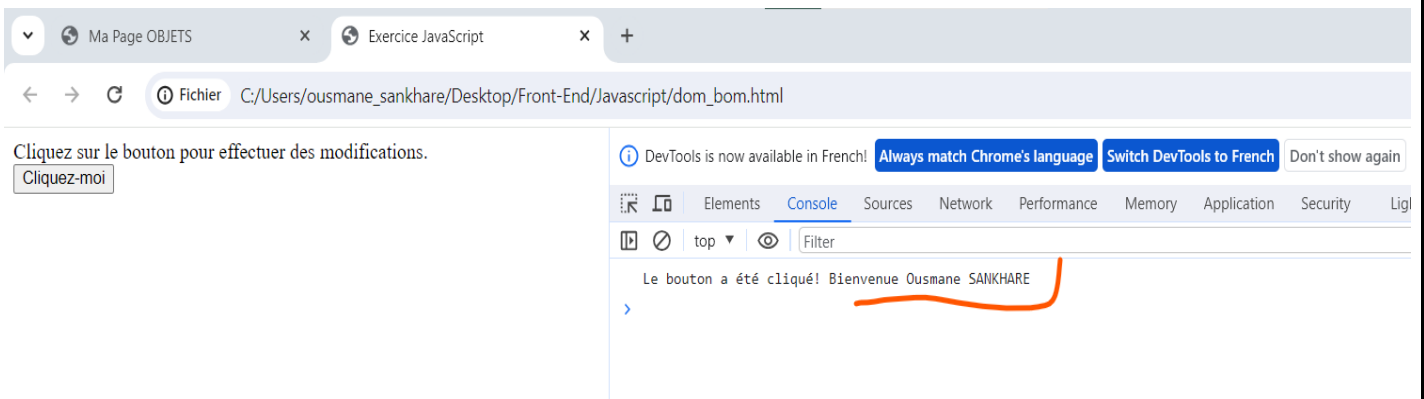 Ma Page OBJETS
Exercice JavaScript
Fichier C:/Users/ousmane_sankhare/Desktop/Front-End/Javascript/dom_bom.html
Cliquez sur le bouton pour effectuer des modifications.
Cliquez-moi
DevTools is now available in French! Always match Chrome's language Switch DevTools to French Don't show again
Elements Console Sources Network Performance Memory Application Security
top Filter
Le bouton a été cliqué! Bienvenue Ousmane SANKHARE